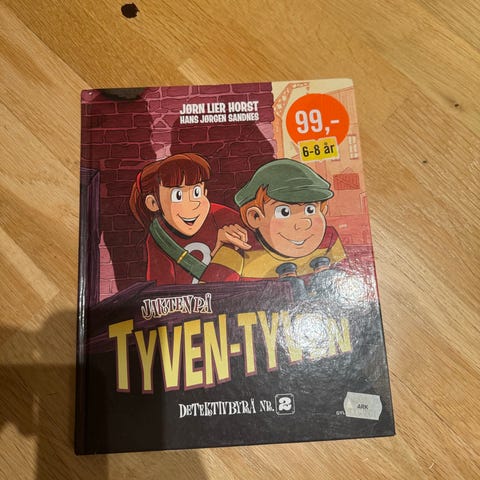 JØRN LIER HORST
HANS JØRGEN SANDNES
99,-
6-8 år
JAKTEN PÅ
TYVEN-TYVEN
DETEKTIVBYRÅ NR. 2
ARK